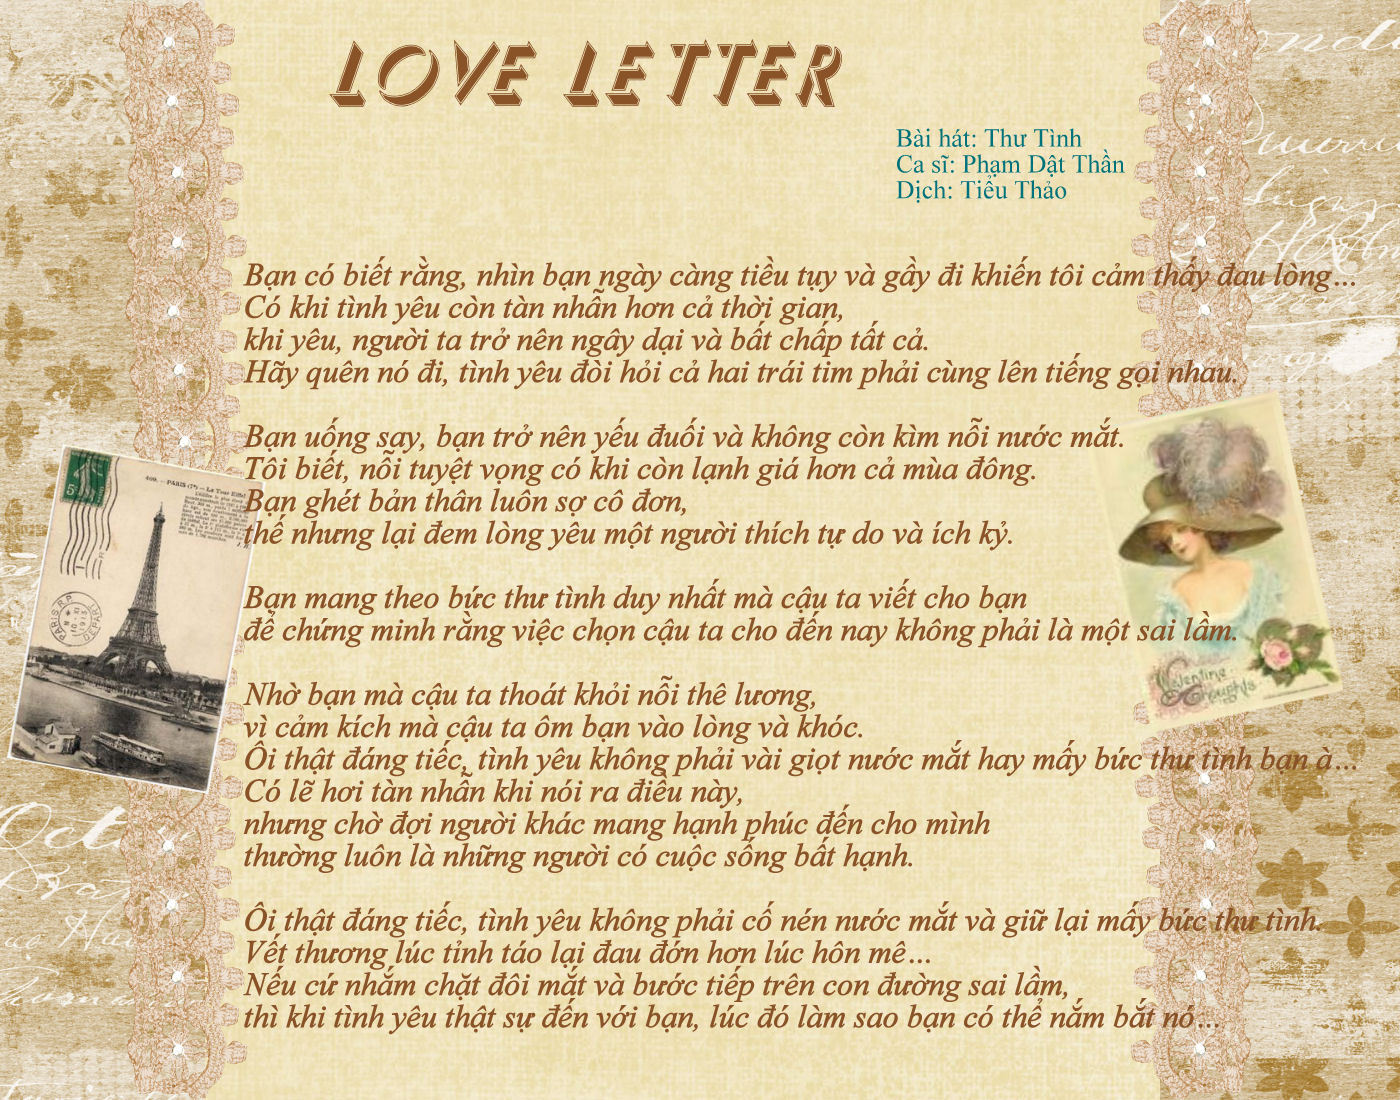 LOVE LETTER
Bài hát: Thư Tình
Ca sĩ: Phạm Dật Thần
Dịch: Tiểu Thảo
Bạn có biết rằng, nhìn bạn ngày càng tiều tụy và gầy đi khiến tôi cảm thấy đau lòng...
Có khi tình yêu còn tàn nhẫn hơn cả thời gian,
khi yêu, người ta trở nên ngây dại và bất chấp tất cả.
Hãy quên nó đi, tình yêu đòi hỏi cả hai trái tim phải cùng lên tiếng gọi nhau.
Bạn uống say, bạn trở nên yếu đuối và không còn kìm nỗi nước mắt.
Tôi biết, nỗi tuyệt vọng có khi còn lạnh giá hơn cả mùa đông.
Bạn ghét bản thân luôn sợ cô đơn,
thế nhưng lại đem lòng yêu một người thích tự do và ích kỷ.
Bạn mang theo bức thư tình duy nhất mà cậu ta viết cho bạn
để chứng minh rằng việc chọn cậu ta cho đến nay không phải là một sai lầm.
Nhờ bạn mà cậu ta thoát khỏi nỗi thê lương,
vì cảm kích mà cậu ta ôm bạn vào lòng và khóc.
Ôi thật đáng tiếc, tình yêu không phải vài giọt nước mắt hay mấy bức thư tình bạn à...
Có lẽ hơi tàn nhẫn khi nói ra điều này,
nhưng chờ đợi người khác mang hạnh phúc đến cho mình
thường luôn là những người có cuộc sống bất hạnh.
Ôi thật đáng tiếc, tình yêu không phải cố nén nước mắt và giữ lại mấy bức thư tình.
Vết thương lúc tỉnh táo lại đau đớn hơn lúc hôn mê...
Nếu cứ nhắm chặt đôi mắt và bước tiếp trên con đường sai lầm,
thì khi tình yêu thật sự đến với bạn, lúc đó làm sao bạn có thể nắm bắt nó...
409. - PARIS (7e) - La Tour Eiffel
5
Valentine
Thoughts